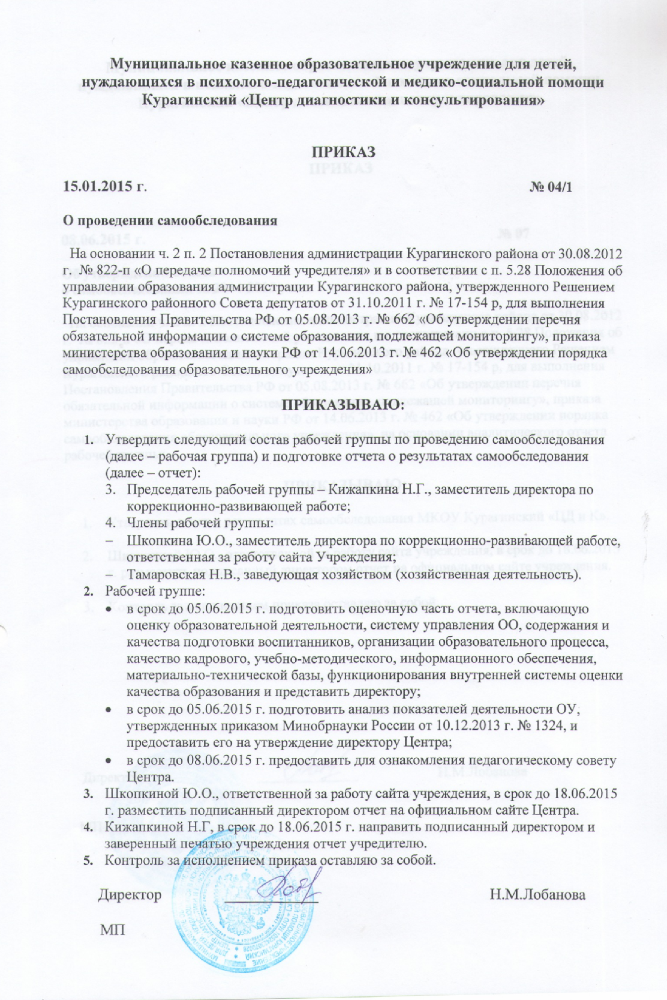 Муниципальное казенное образовательное учреждение для детей,
нуждающихся в психолого-педагогической и медико-социальной помощи
Курагинский «Центр диагностики и консультирования»
ПРИКАЗ
15.01.2015 г. № 04/1
О проведении самообследования
На основании ч. 2 п. 2 Постановления администрации Курагинского района от 30.08.2012
г. № 822-п «О передаче полномочий учредителя» и в соответствии с п. 5.28 Положения об
управлении образования администрации Курагинского района, утвержденного Решением
Курагинского районного Совета депутатов от 31.10.2011 г. № 17-154 р, для выполнения
Постановления Правительства РФ от 05.08.2013 г. № 662 «Об утверждении перечня
обязательной информации о системе образования, подлежащей мониторингу», приказа
министерства образования и науки РФ от 14.06.2013 г. № 462 «Об утверждении порядка
самообследования образовательного учреждения»
ПРИКАЗЫВАЮ:
1. Утвердить следующий состав рабочей группы по проведению самообследования
(далее – рабочая группа) и подготовке отчета о результатах самообследования
(далее – отчет):
3. Председатель рабочей группы – Кижапкина Н.Г., заместитель директора по
коррекционно-развивающей работе;
4. Члены рабочей группы:
– Шкопкина Ю.О., заместитель директора по коррекционно-развивающей работе,
ответственная за работу сайта Учреждения;
Тамаровская Н.В., заведующая хозяйством (хозяйственная деятельность).
2. Рабочей группе:
• в срок до 05.06.2015 г. подготовить оценочную часть отчета, включающую
оценку образовательной деятельности, систему управления ОО, содержания и
качества подготовки воспитанников, организации образовательного процесса,
качество кадрового, учебно-методического, информационного обеспечения,
материально-технической базы, функционирования внутренней системы оценки
качества образования и представить директору;
• в срок до 05.06.2015 г. подготовить анализ показателей деятельности ОУ,
утвержденных приказом Минобрнауки России от 10.12.2013 г. № 1324, и
предоставить его на утверждение директору Центра;
• в срок до 08.06.2015 г. предоставить для ознакомления педагогическому совету
Центра.
3. Шкопкиной Ю.О., ответственной за работу сайта учреждения, в срок до 18.06.2015
г. разместить подписанный директором отчет на официальном сайте Центра.
4. Кижапкиной Н.Г, в срок до 18.06.2015 г. направить подписанный директором и
заверенный печатью учреждения отчет учредителю.
5. Контроль за исполнением приказа оставляю за собой.
Директор Н.М.Лобанова
МП